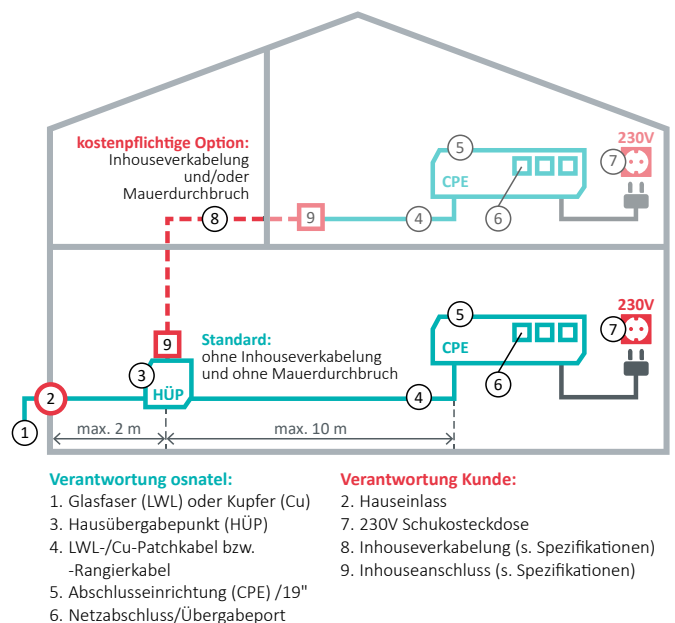 kostenpflichtige Option:
Inhouseverkabelung
und/oder
Mauerdurchbruch
8
9
4
5
CPE
6
230V
7
9
Standard:
ohne Inhouseverkabelung
und ohne Mauerdurchbruch
3
HÜP
4
5
CPE
6
230V
7
2
1
max. 2 m
max. 10 m
Verantwortung osnatel:
1. Glasfaser (LWL) oder Kupfer (Cu)
3. Hausübergabepunkt (HÜP)
4. LWL-/Cu-Patchkabel bzw.
-Rangierkabel
5. Abschlusseinrichtung (CPE) /19"
6. Netzabschluss/Übergabeport
Verantwortung Kunde:
2. Hauseinlass
7. 230V Schukosteckdose
8. Inhouseverkabelung (s. Spezifikationen)
9. Inhouseanschluss (s. Spezifikationen)